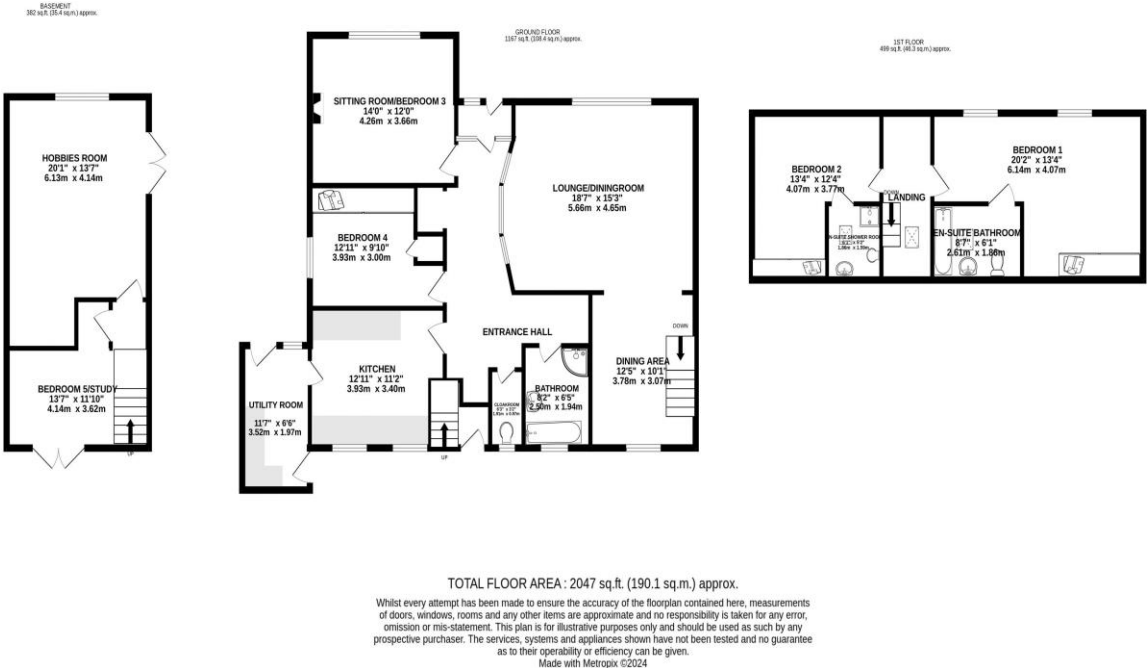 BASEMENT
382 sq.ft. (35.4 sq.m.) approx.
HOBBIES ROOM
20'1" x 13'7"
6.13m x 4.14m
BEDROOM 5/STUDY
13'7" x 11'10"
4.14m x 3.62m
UP
GROUND FLOOR
1167 sq.ft. (108.4 sq.m.) approx.
SITTING ROOM/BEDROOM 3
14'0" x 12'0"
4.26m x 3.66m
LOUNGE/DININGROOM
18'7" x 15'3"
5.66m x 4.65m
BEDROOM 4
12'11" x 9'10"
3.93m x 3.00m
ENTRANCE HALL
KITCHEN
12'11" x 11'2"
3.93m x 3.40m
UTILITY ROOM
11'7" x 6'6"
3.52m x 1.97m
UP
CLOAKROOM
BATHROOM
8'2" x 6'5"
2.50m x 1.94m
DINING AREA
12'5" x 10'1"
3.78m x 3.07m
DOWN
1ST FLOOR
499 sq.ft. (46.3 sq.m.) approx.
BEDROOM 2
13'4" x 12'4"
4.07m x 3.77m
EN-SUITE SHOWER ROOM
DOWN
LANDING
BEDROOM 1
20'2" x 13'4"
6.14m x 4.07m
EN-SUITE BATHROOM
8'7" x 6'1"
2.61m x 1.86m
TOTAL FLOOR AREA : 2047 sq.ft. (190.1 sq.m.) approx.
Whilst every attempt has been made to ensure the accuracy of the floorplan contained here, measurements
of doors, windows, rooms and any other items are approximate and no responsibility is taken for any error,
omission or mis-statement. This plan is for illustrative purposes only and should be used as such by any
prospective purchaser. The services, systems and appliances shown have not been tested and no guarantee
as to their operability or efficiency can be given.
Made with Metropix ©2024